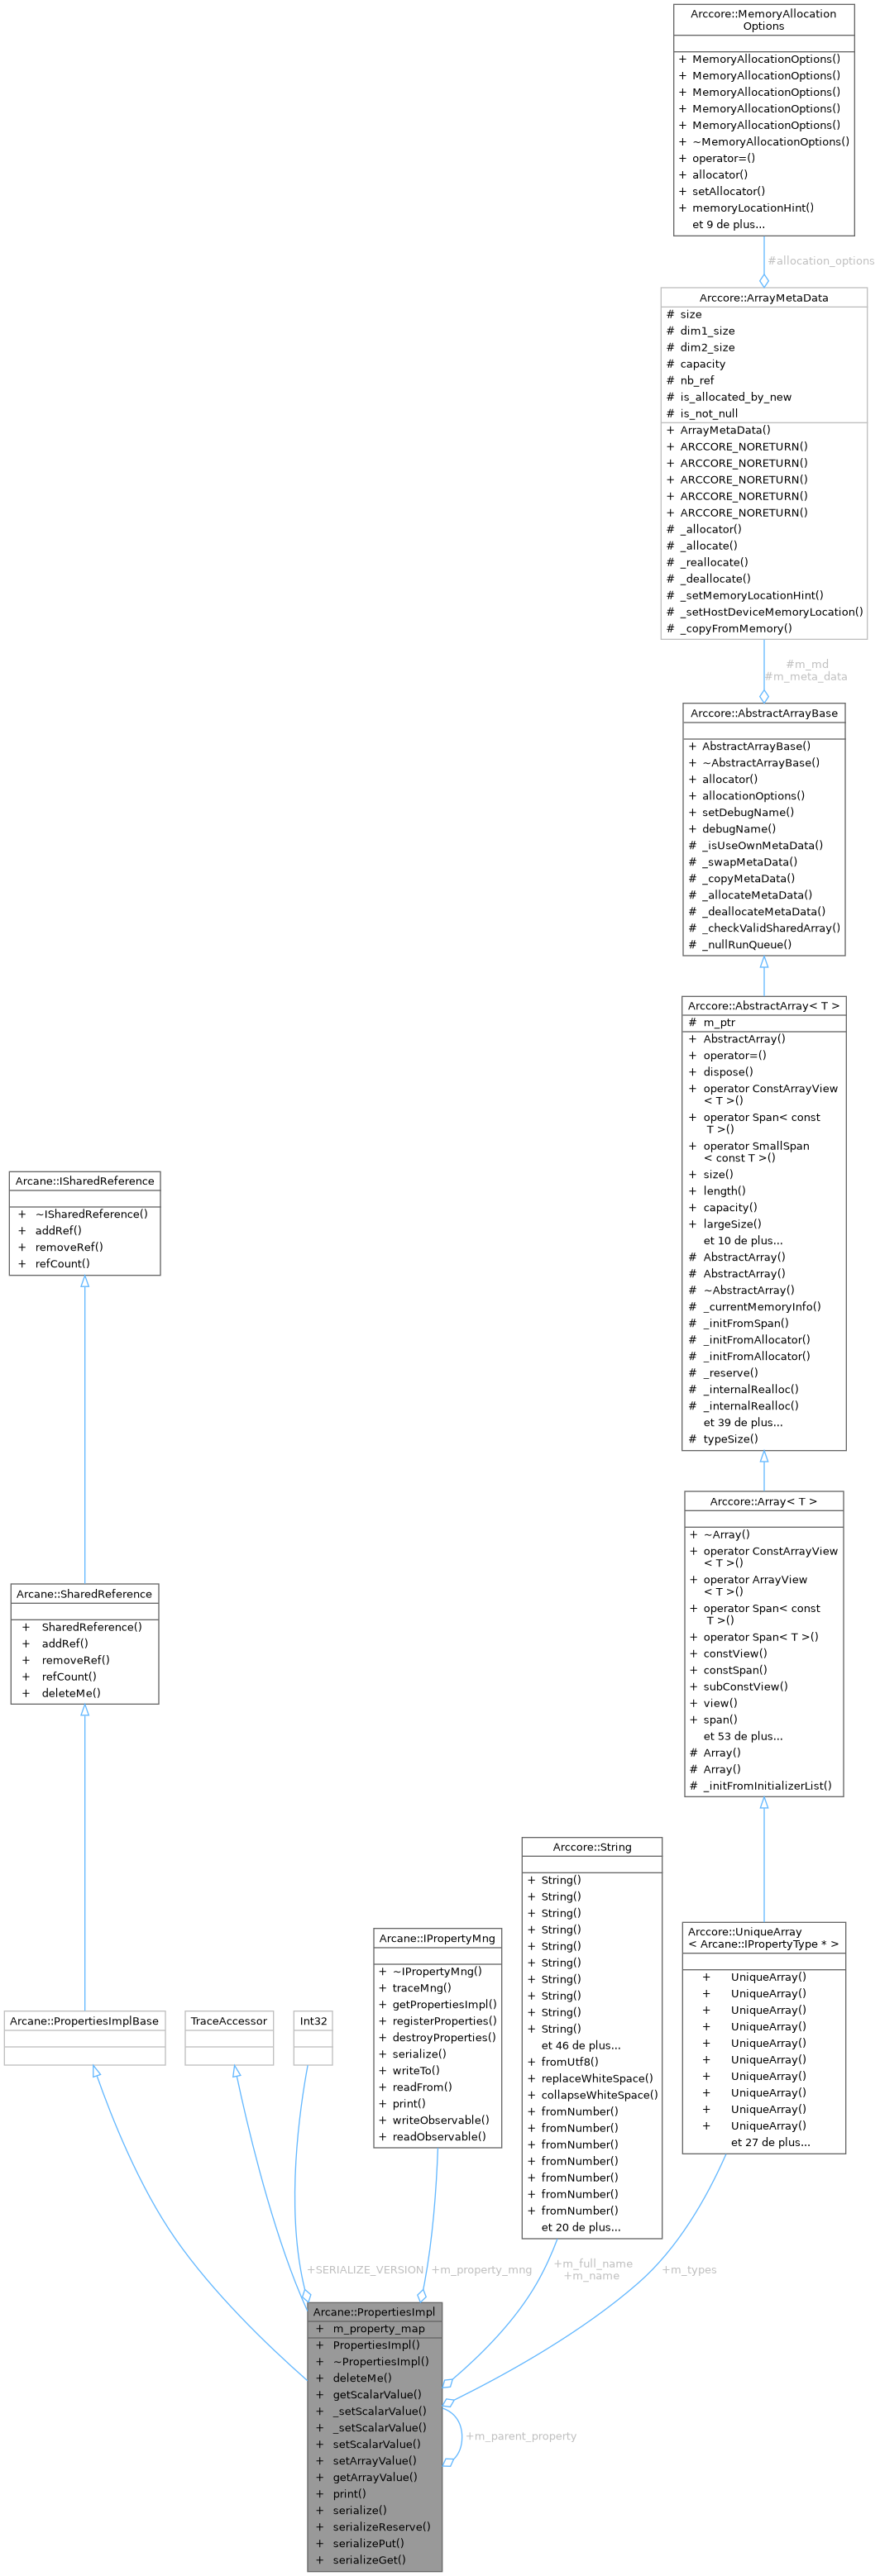 Arccore::MemoryAllocation
Options
+ MemoryAllocationOptions()
+ MemoryAllocationOptions()
+ MemoryAllocationOptions()
+ MemoryAllocationOptions()
+ MemoryAllocationOptions()
+ ~MemoryAllocationOptions()
+ operator=()
+ allocator()
+ setAllocator()
+ memoryLocationHint()
et 9 de plus...
#allocation_options
Arccore::ArrayMetaData
# size
# dim1_size
# dim2_size
# capacity
# nb_ref
# is_allocated_by_new
# is_not_null
+ ArrayMetaData()
+ ARCCORE_NORETURN()
+ ARCCORE_NORETURN()
+ ARCCORE_NORETURN()
+ ARCCORE_NORETURN()
+ ARCCORE_NORETURN()
# _allocator()
# _allocate()
# _reallocate()
# _deallocate()
# _setMemoryLocationHint()
# _setHostDeviceMemoryLocation()
# _copyFromMemory()
#m_md
#m_meta_data
Arccore::AbstractArrayBase
+ AbstractArrayBase()
+ ~AbstractArrayBase()
+ allocator()
+ allocationOptions()
+ setDebugName()
+ debugName()
# _isUseOwnMetaData()
# _swapMetaData()
# _copyMetaData()
# _allocateMetaData()
# _deallocateMetaData()
# _checkValidSharedArray()
# _nullRunQueue()
Arccore::AbstractArray< T >
# m_ptr
+ AbstractArray()
+ operator=()
+ dispose()
+ operator ConstArrayView
< T >()
+ operator Span< const
T >()
+ operator SmallSpan
< const T >()
+ size()
+ length()
+ capacity()
+ largeSize()
et 10 de plus...
# AbstractArray()
# AbstractArray()
# ~AbstractArray()
# _currentMemoryInfo()
# _initFromSpan()
# _initFromAllocator()
# _initFromAllocator()
# _reserve()
# _internalRealloc()
# _internalRealloc()
et 39 de plus...
# typeSize()
Arcane::ISharedReference
+ ~ISharedReference()
+ addRef()
+ removeRef()
+ refCount()
Arccore::Array< T >
+ ~Array()
+ operator ConstArrayView
< T >()
+ operator ArrayView
< T >()
+ operator Span< const
T >()
+ operator Span< T >()
+ constView()
+ constSpan()
+ subConstView()
+ view()
+ span()
et 53 de plus...
# Array()
# Array()
# _initFromInitializerList()
Arcane::SharedReference
+ SharedReference()
+ addRef()
+ removeRef()
+ refCount()
+ deleteMe()
Arcane::PropertiesImplBase
TraceAccessor
Int32
Arcane::IPropertyMng
+ ~IPropertyMng()
+ traceMng()
+ getPropertiesImpl()
+ registerProperties()
+ destroyProperties()
+ serialize()
+ writeTo()
+ readFrom()
+ print()
+ writeObservable()
+ readObservable()
Arccore::String
+ String()
+ String()
+ String()
+ String()
+ String()
+ String()
+ String()
+ String()
+ String()
+ String()
et 46 de plus...
+ fromUtf8()
+ replaceWhiteSpace()
+ collapseWhiteSpace()
+ fromNumber()
+ fromNumber()
+ fromNumber()
+ fromNumber()
+ fromNumber()
+ fromNumber()
+ fromNumber()
et 20 de plus...
Arccore::UniqueArray
< Arcane::IPropertyType * >
+ UniqueArray()
+ UniqueArray()
+ UniqueArray()
+ UniqueArray()
+ UniqueArray()
+ UniqueArray()
+ UniqueArray()
+ UniqueArray()
+ UniqueArray()
+ UniqueArray()
et 27 de plus...
+SERIALIZE_VERSION
+m_property_mng
+m_full_name
+m_name
+m_types
Arcane::PropertiesImpl
+ m_property_map
+ PropertiesImpl()
+ ~PropertiesImpl()
+ deleteMe()
+ getScalarValue()
+ _setScalarValue()
+ _setScalarValue()
+ setScalarValue()
+ setArrayValue()
+ getArrayValue()
+ print()
+ serialize()
+ serializeReserve()
+ serializePut()
+ serializeGet()
+m_parent_property